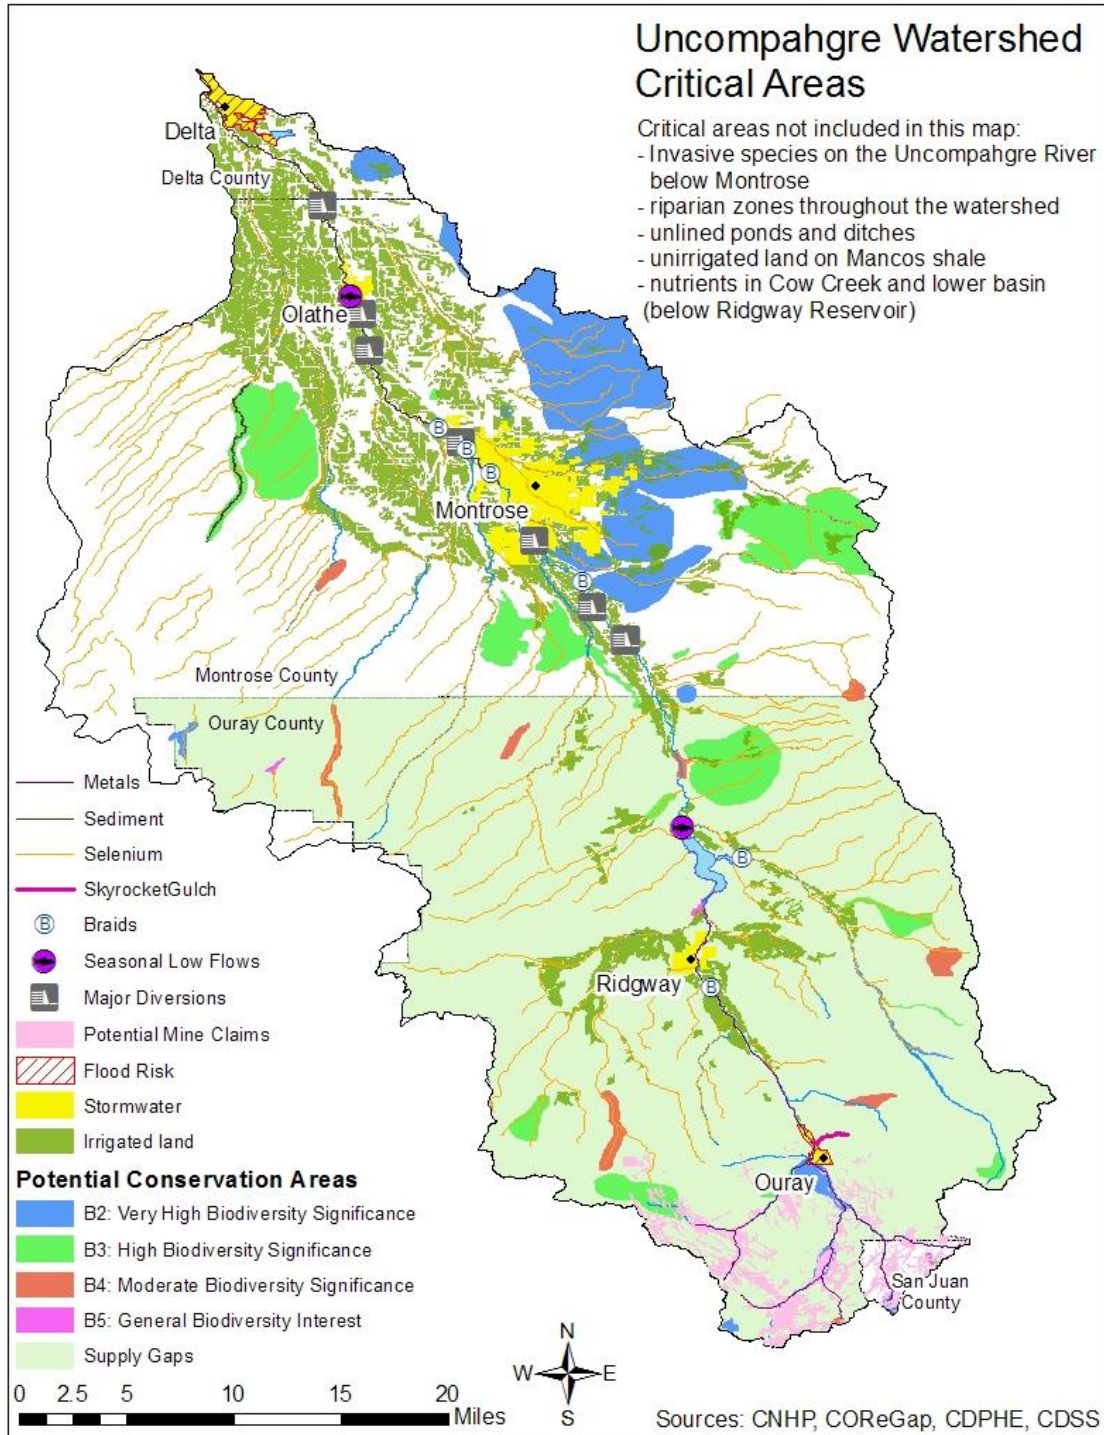 Uncompahgre Watershed
Critical Areas
Critical areas not included in this map:
- Invasive species on the Uncompahgre River
below Montrose
- riparian zones throughout the watershed
- unlined ponds and ditches
- unirrigated land on Mancos shale
- nutrients in Cow Creek and lower basin
(below Ridgway Reservoir)
Delta
Delta County
Olathe
B
B
B
Montrose
B
Montrose County
Ouray County
B
Ridgway
B
Ouray
San Juan
County
Metals
Sediment
Selenium
SkyrocketGulch
B Braids
Seasonal Low Flows
Major Diversions
Potential Mine Claims
Flood Risk
Stormwater
Irrigated land
Potential Conservation Areas
B2: Very High Biodiversity Significance
B3: High Biodiversity Significance
B4: Moderate Biodiversity Significance
B5: General Biodiversity Interest
Supply Gaps
N
W E
S
0 2.5 5 10 15 20
Miles
Sources: CNHP, COReGap, CDPHE, CDSS